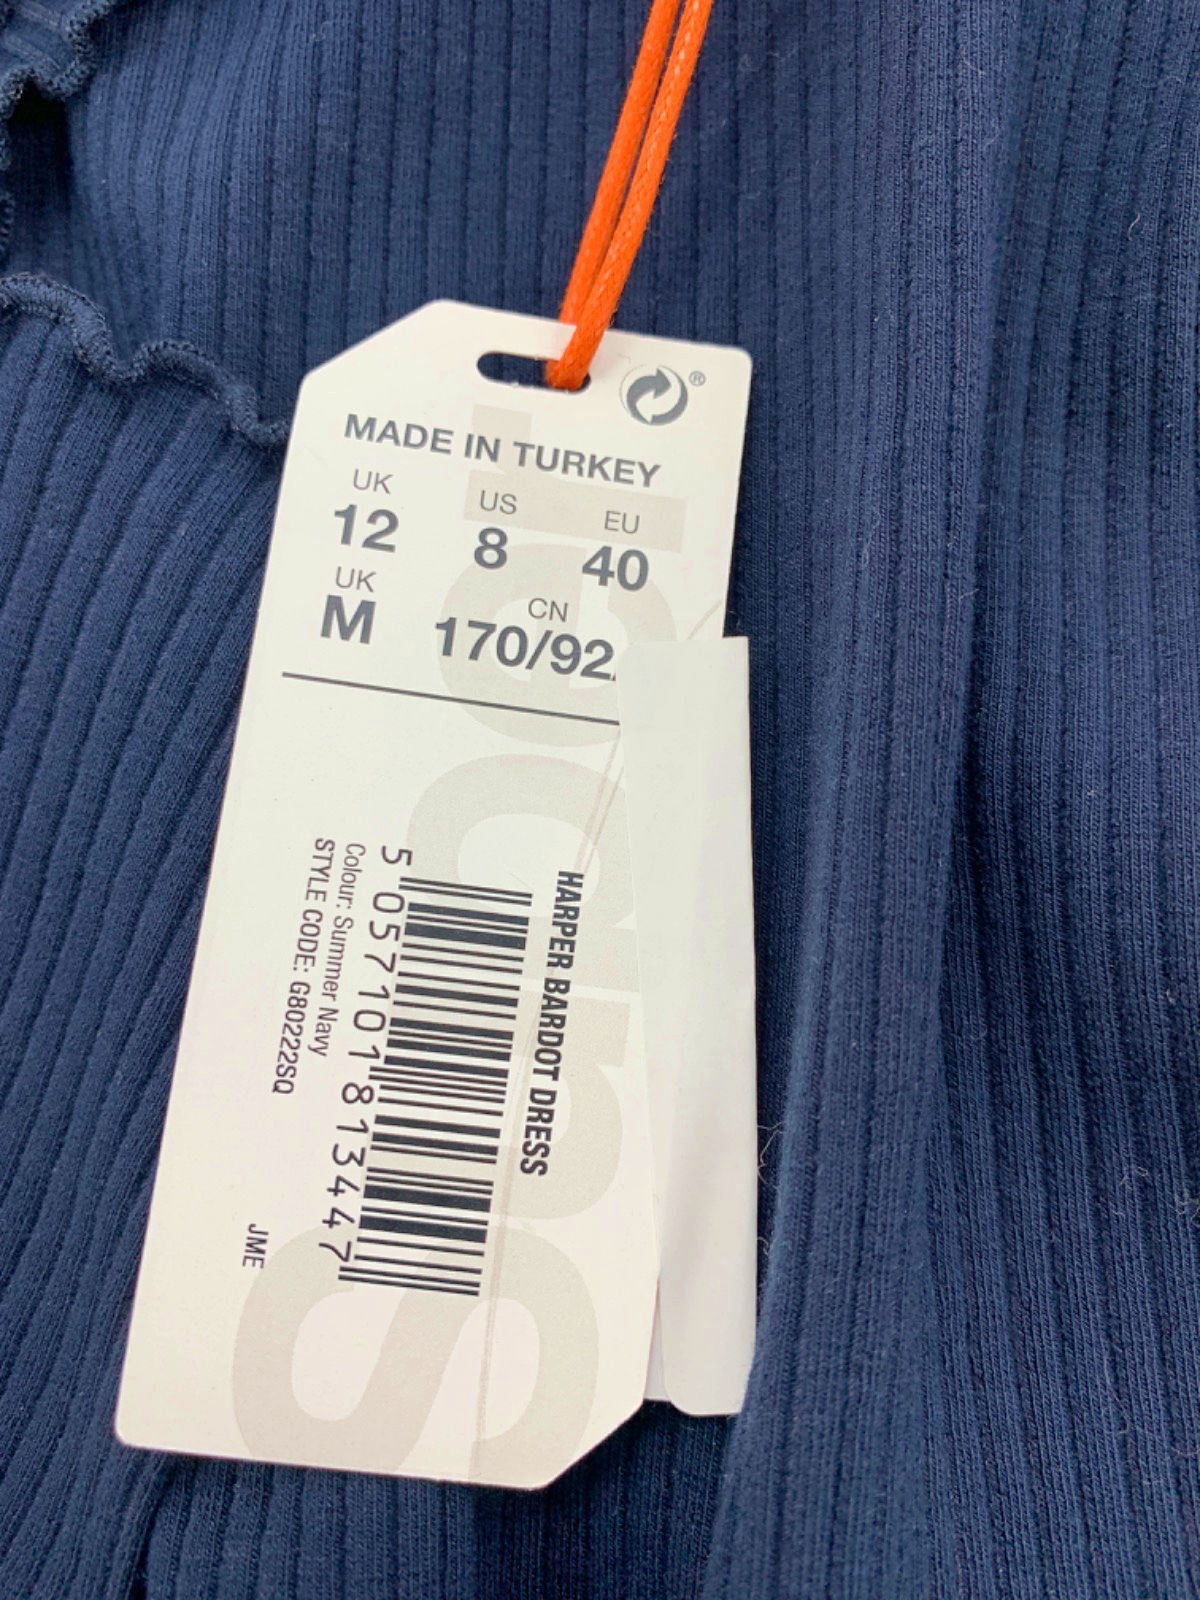 ®
MADE IN TURKEY
UK US EU
12 8 40
UK CN
M 170/92
HARPER BARDOT DRESS
5 057101 813447
Colour: Summer Navy
STYLE CODE: G80222SQ
JME